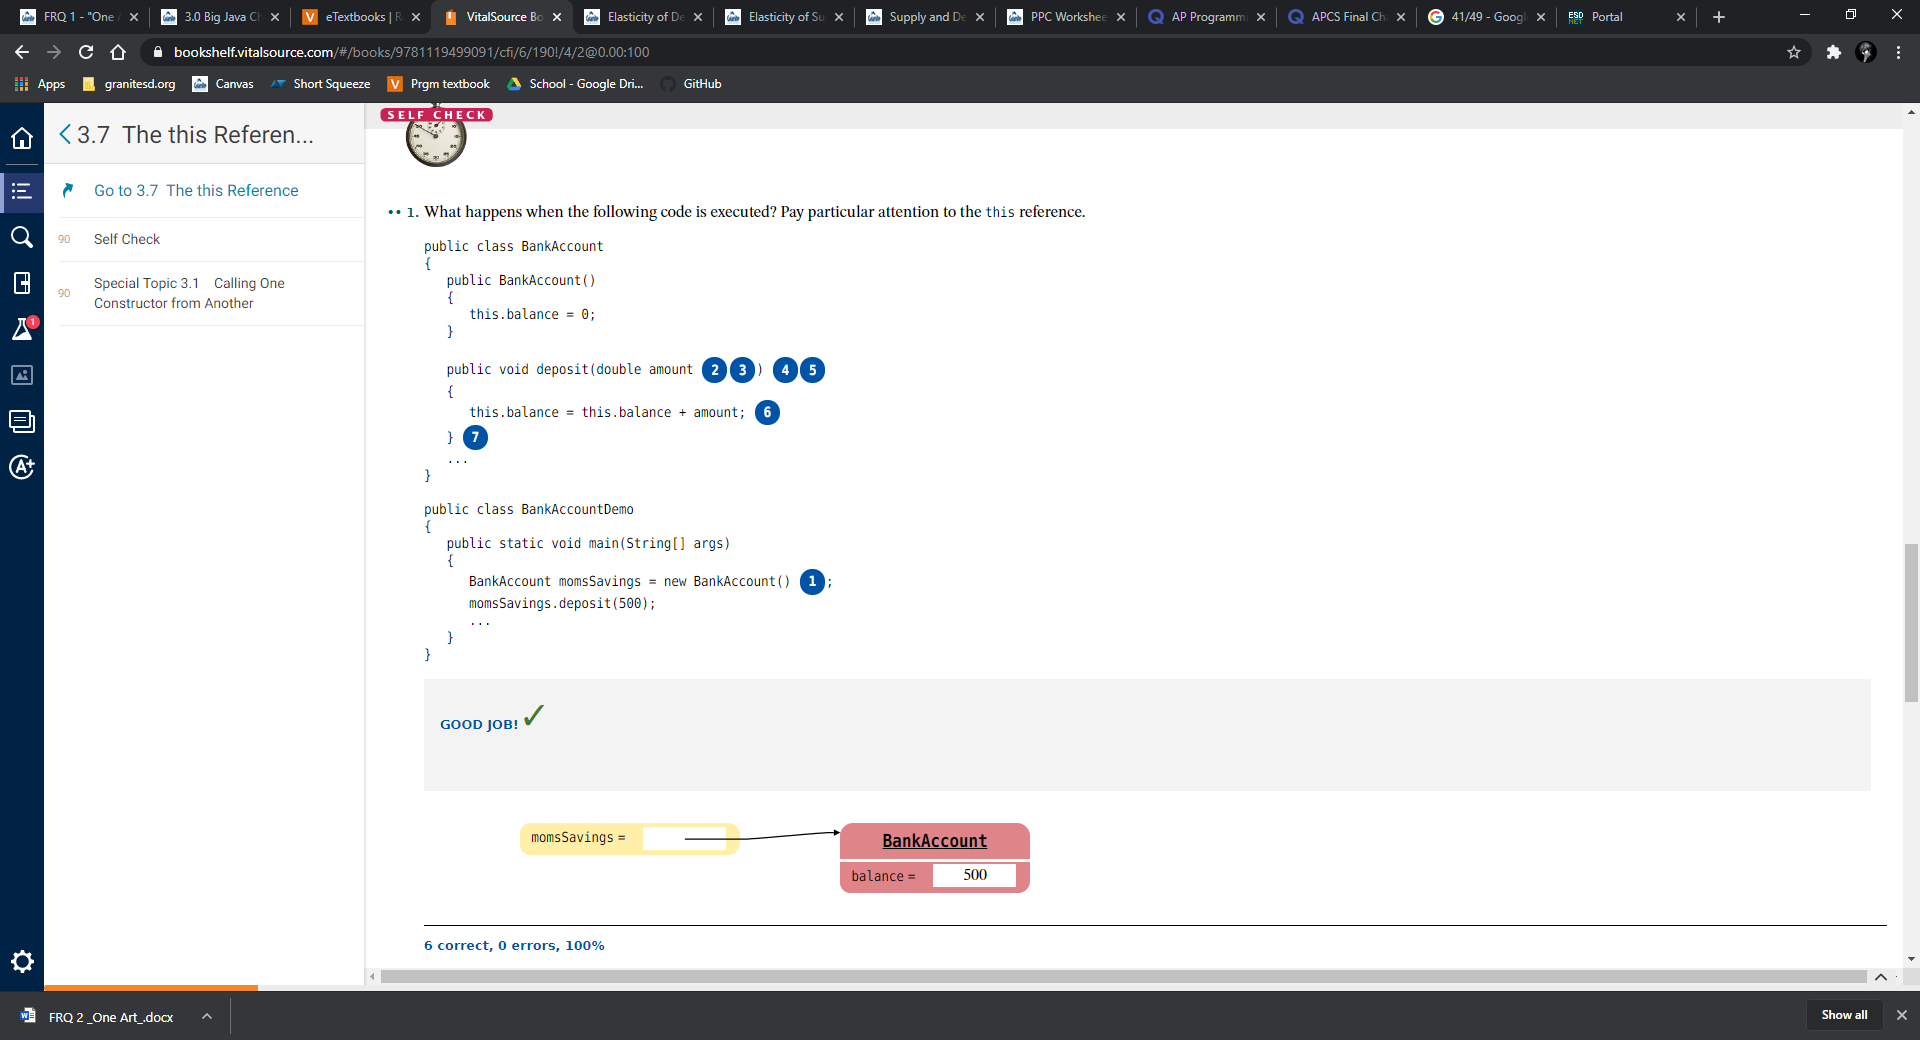 FRQ 1 - "One
3.0 Big Java Ch
eTextbooks | R
VitalSource Bo
Elasticity of De
Elasticity of Su
Supply and De
PPC Workshee
AP Programmi
APCS Final Ch
41/49 - Googl
Portal
bookshelf.vitalsource.com/#/books/9781119499091/cfi/6/190!/4/2@0.00:100
Apps
granitesd.org
Canvas
Short Squeeze
Prgm textbook
School - Google Dri...
GitHub
3.7 The this Referen...
Go to 3.7 The this Reference
90 Self Check
90 Special Topic 3.1 Calling One
Constructor from Another
1
A+
SELF CHECK
•• 1. What happens when the following code is executed? Pay particular attention to the this reference.
public class BankAccount
{
public BankAccount()
{
this.balance = 0;
}
public void deposit(double amount 2 3 ) 4 5
{
this.balance = this.balance + amount; 6
} 7
...
}
public class BankAccountDemo
{
public static void main(String[] args)
{
BankAccount momsSavings = new BankAccount() 1 ;
momsSavings.deposit(500);
...
}
}
GOOD JOB! ✓
momsSavings =
BankAccount
balance = 500
6 correct, 0 errors, 100%
FRQ 2 _One Art_.docx
Show all